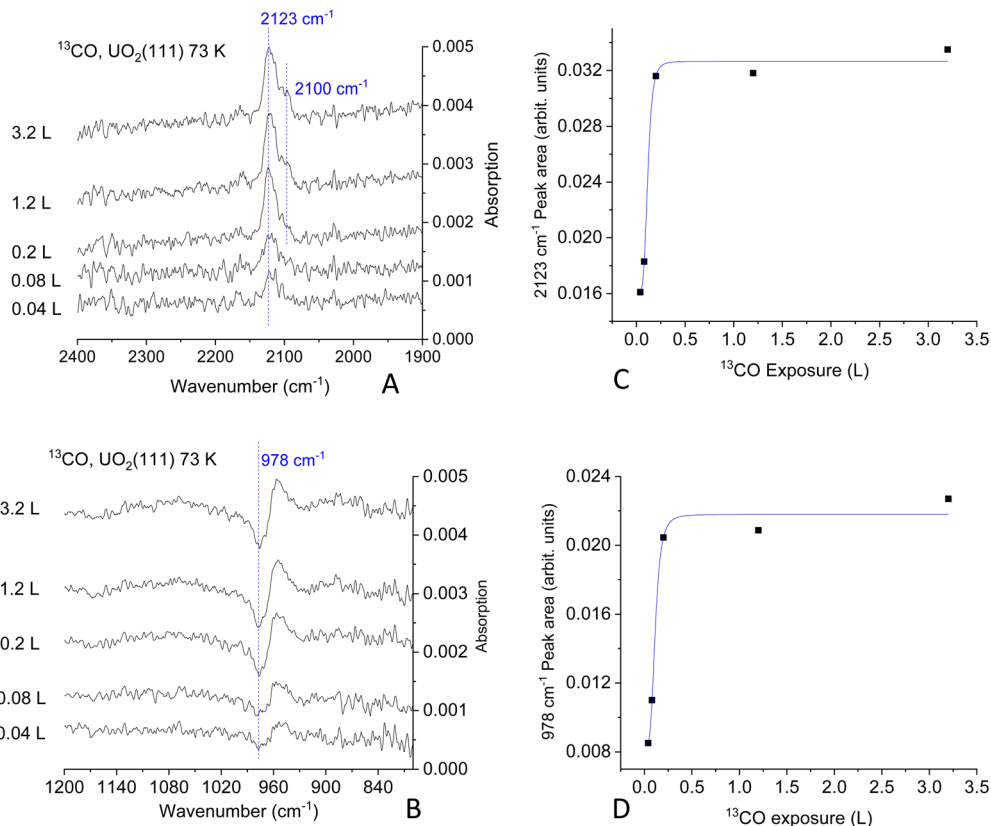 2123 cm⁻¹
¹³CO, UO₂(111) 73 K
2100 cm⁻¹
0.005
0.004
0.003
0.002
0.001
0.000
Absorption
3.2 L
1.2 L
0.2 L
0.08 L
0.04 L
2400 2300 2200 2100 2000 1900
Wavenumber (cm⁻¹)
A
2123 cm⁻¹ Peak area (arbit. units)
0.032
0.028
0.024
0.020
0.016
0.0 0.5 1.0 1.5 2.0 2.5 3.0 3.5
¹³CO Exposure (L)
C
¹³CO, UO₂(111) 73 K
978 cm⁻¹
0.005
0.004
0.003
0.002
0.001
0.000
Absorption
3.2 L
1.2 L
0.2 L
0.08 L
0.04 L
1200 1080 1020 960 900 840
Wavenumber (cm⁻¹)
B
978 cm⁻¹ Peak area (arbit. units)
0.024
0.020
0.016
0.012
0.008
0.0 0.5 1.0 1.5 2.0 2.5 3.0 3.5
¹³CO exposure (L)
D